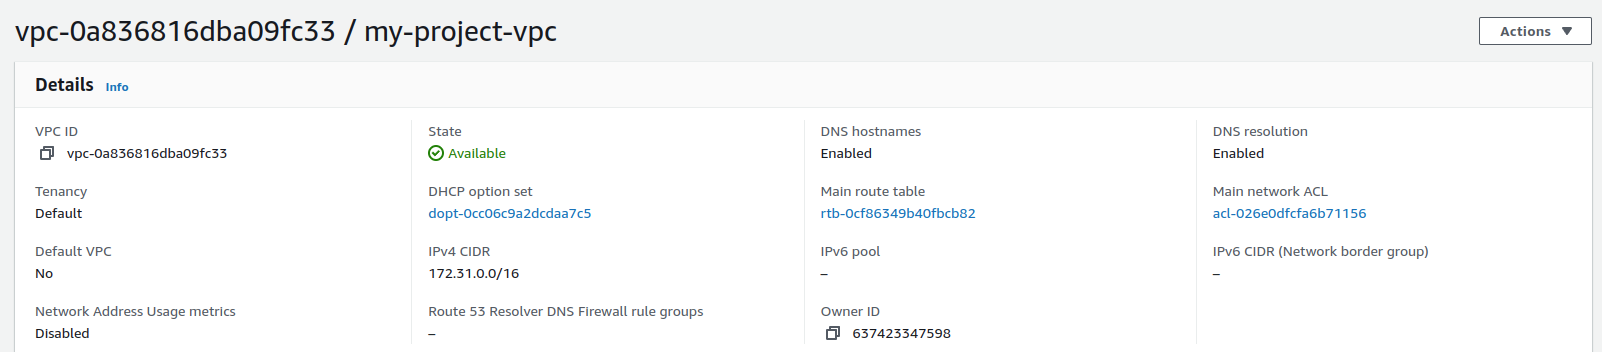 vpc-0a836816dba09fc33 / my-project-vpc
Actions
Details Info
VPC ID
vpc-0a836816dba09fc33
State
Available
DNS hostnames
Enabled
DNS resolution
Enabled
Tenancy
Default
DHCP option set
dopt-0cc06c9a2dcdaa7c5
Main route table
rtb-0cf86349b40fbcb82
Main network ACL
acl-026e0dfcfa6b71156
Default VPC
No
IPv4 CIDR
172.31.0.0/16
IPv6 pool
–
IPv6 CIDR (Network border group)
–
Network Address Usage metrics
Disabled
Route 53 Resolver DNS Firewall rule groups
–
Owner ID
637423347598